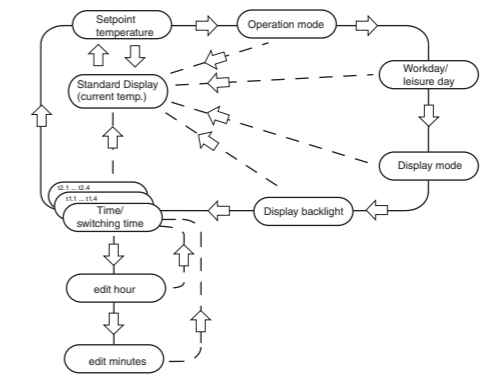 Setpoint
temperature
Operation mode
Standard Display
(current temp.)
Workday/
leisure day
Display mode
t2.1 ... t2.4
t1.1 ... t1.4
Time/
switching time
Display backlight
edit hour
edit minutes